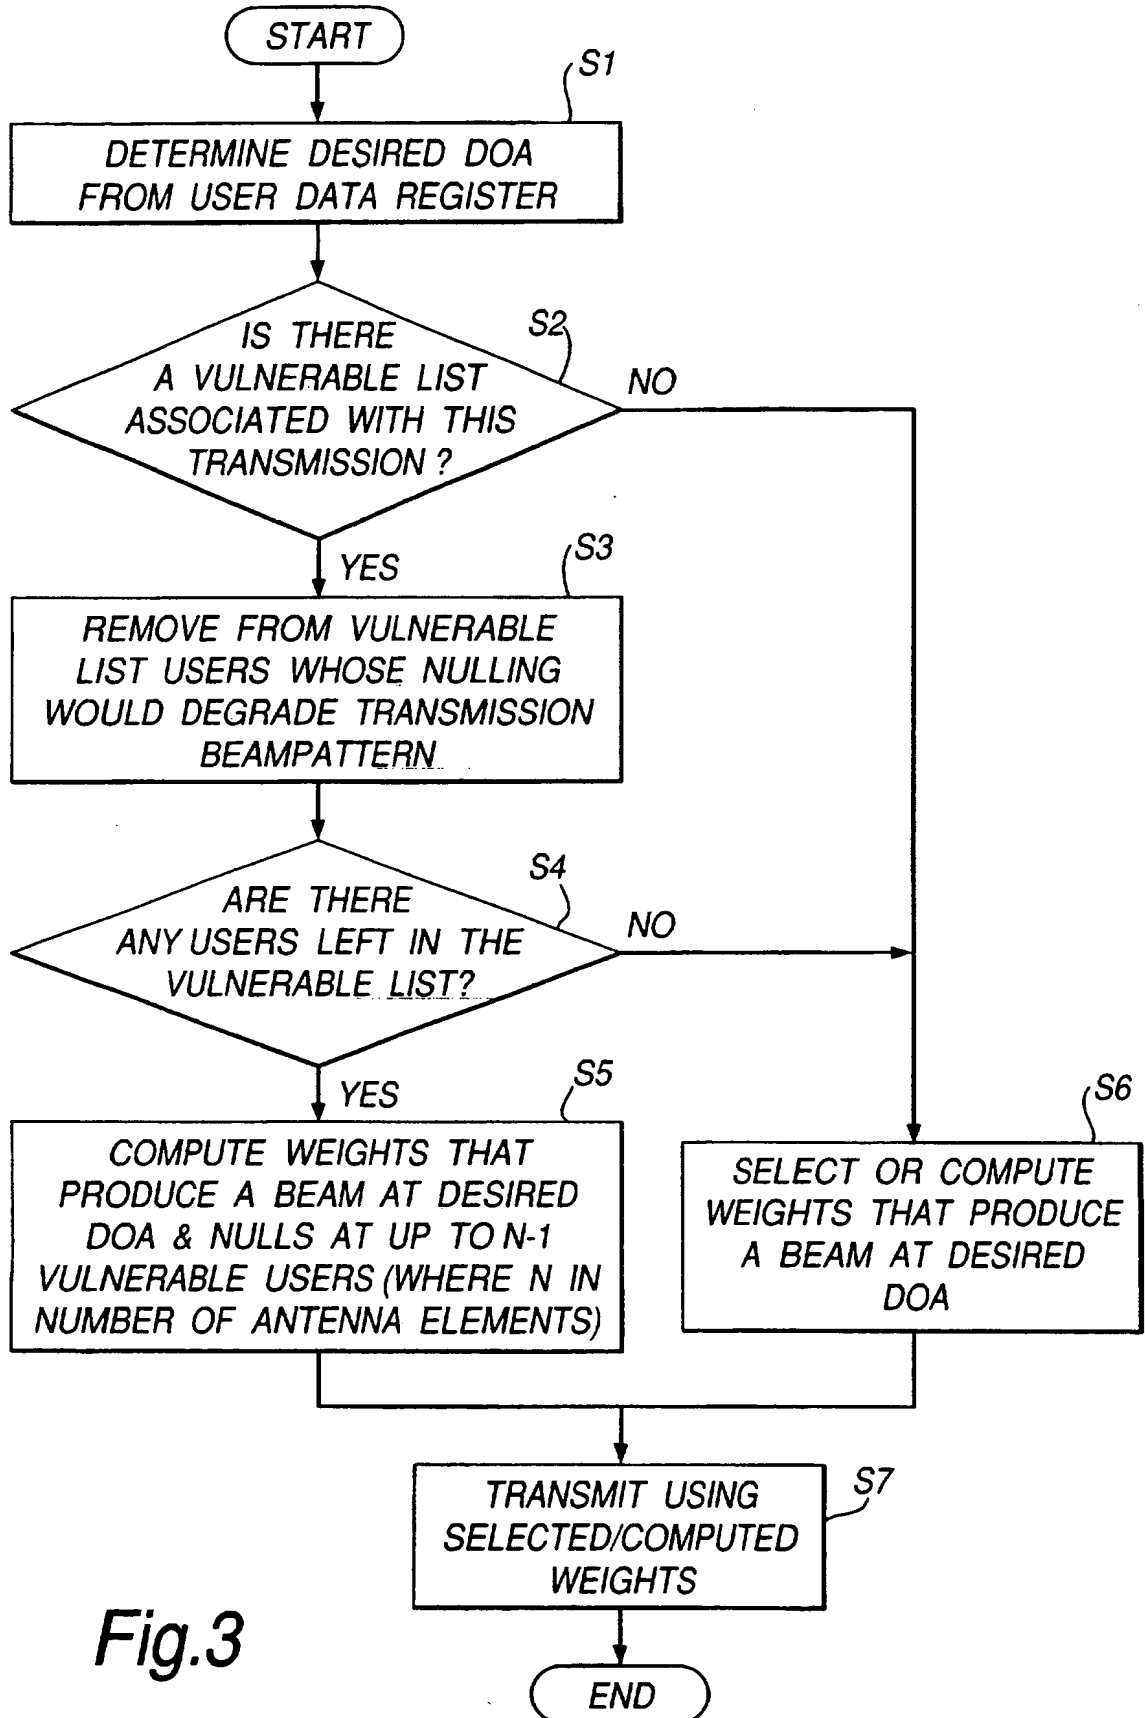 START
S1
DETERMINE DESIRED DOA
FROM USER DATA REGISTER
S2
IS THERE
A VULNERABLE LIST
ASSOCIATED WITH THIS
TRANSMISSION ?
NO
YES
S3
REMOVE FROM VULNERABLE
LIST USERS WHOSE NULLING
WOULD DEGRADE TRANSMISSION
BEAMPATTERN
S4
ARE THERE
ANY USERS LEFT IN THE
VULNERABLE LIST?
NO
YES
S5
COMPUTE WEIGHTS THAT
PRODUCE A BEAM AT DESIRED
DOA & NULLS AT UP TO N-1
VULNERABLE USERS (WHERE N IN
NUMBER OF ANTENNA ELEMENTS)
S6
SELECT OR COMPUTE
WEIGHTS THAT PRODUCE
A BEAM AT DESIRED
DOA
S7
TRANSMIT USING
SELECTED/COMPUTED
WEIGHTS
END
Fig.3